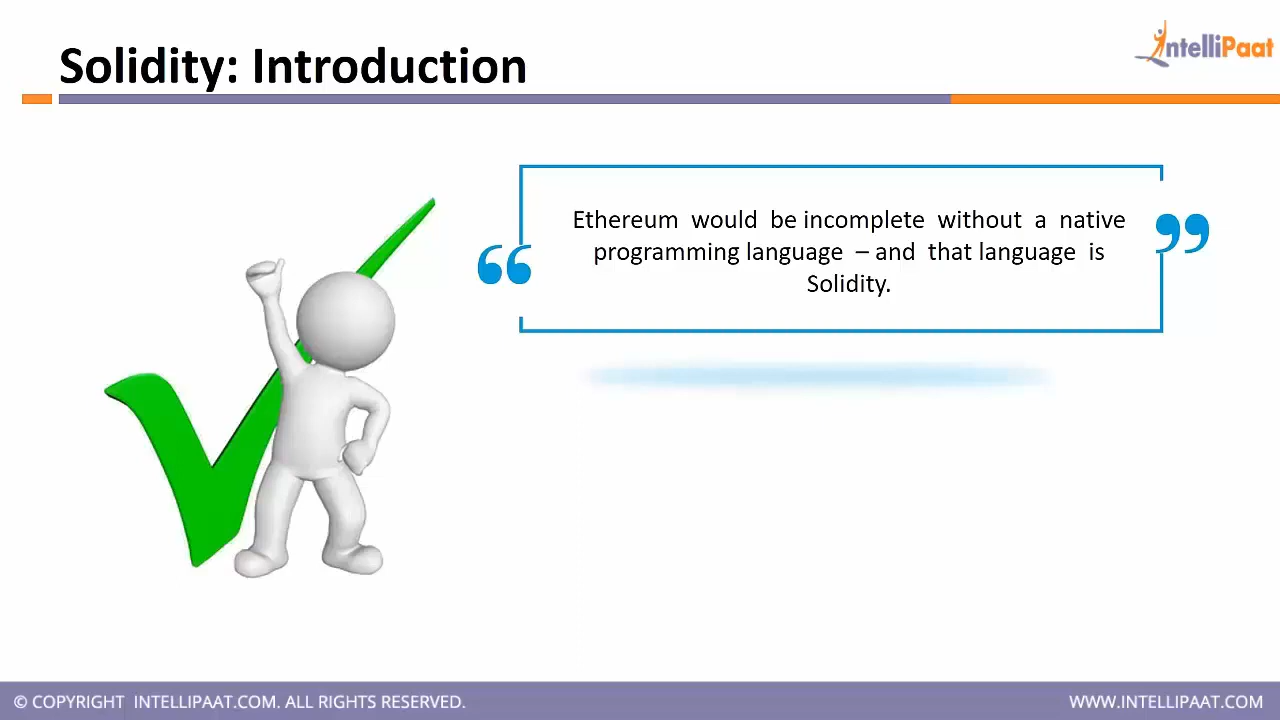 Solidity: Introduction
IntelliPaat
Ethereum would be incomplete without a native
programming language – and that language is
Solidity.
© COPYRIGHT INTELLIPAAT.COM. ALL RIGHTS RESERVED.
WWW.INTELLIPAAT.COM